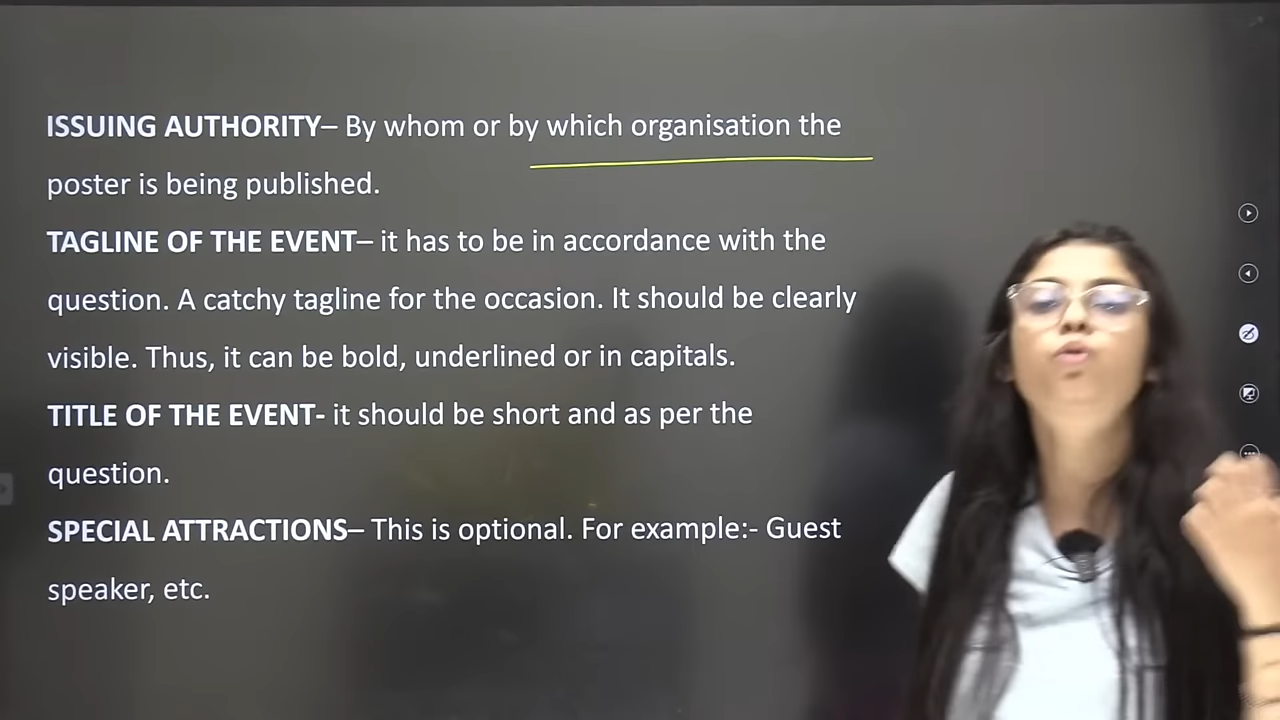 ISSUING AUTHORITY– By whom or by which organisation the
poster is being published.
TAGLINE OF THE EVENT– it has to be in accordance with the
question. A catchy tagline for the occasion. It should be clearly
visible. Thus, it can be bold, underlined or in capitals.
TITLE OF THE EVENT- it should be short and as per the
question.
SPECIAL ATTRACTIONS– This is optional. For example:- Guest
speaker, etc.